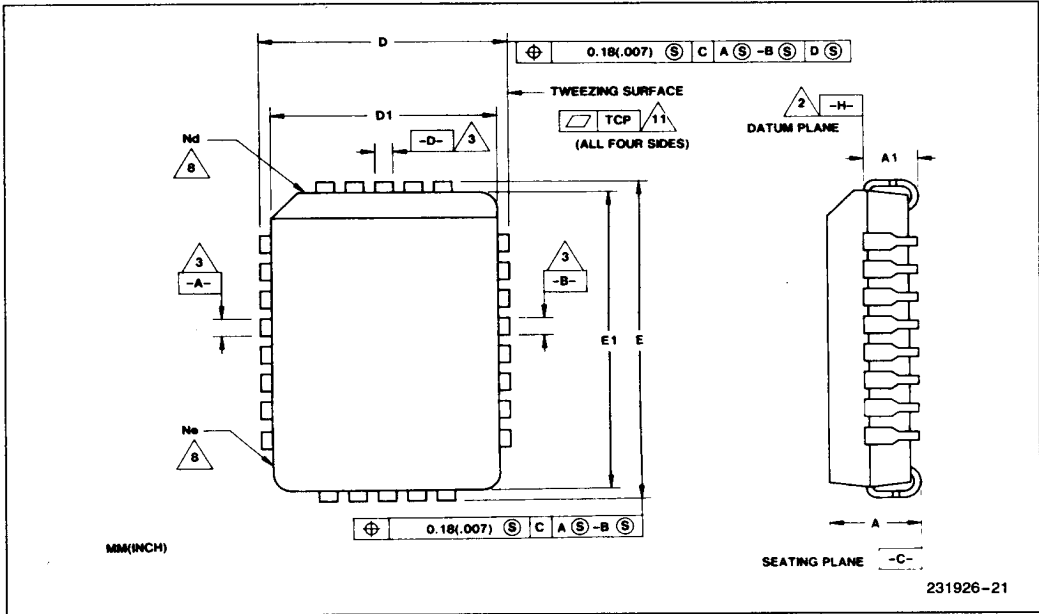 D
⌖ 0.18(.007) Ⓢ C A Ⓢ -B Ⓢ D Ⓢ
TWEEZING SURFACE
2 -H-
D1
▱ TCP 11
DATUM PLANE
Nd
-D- 3
(ALL FOUR SIDES)
A1
8
3
-A-
3
-B-
E1 E
Ne
8
⌖ 0.18(.007) Ⓢ C A Ⓢ -B Ⓢ
A
MM(INCH)
SEATING PLANE -C-
231926-21